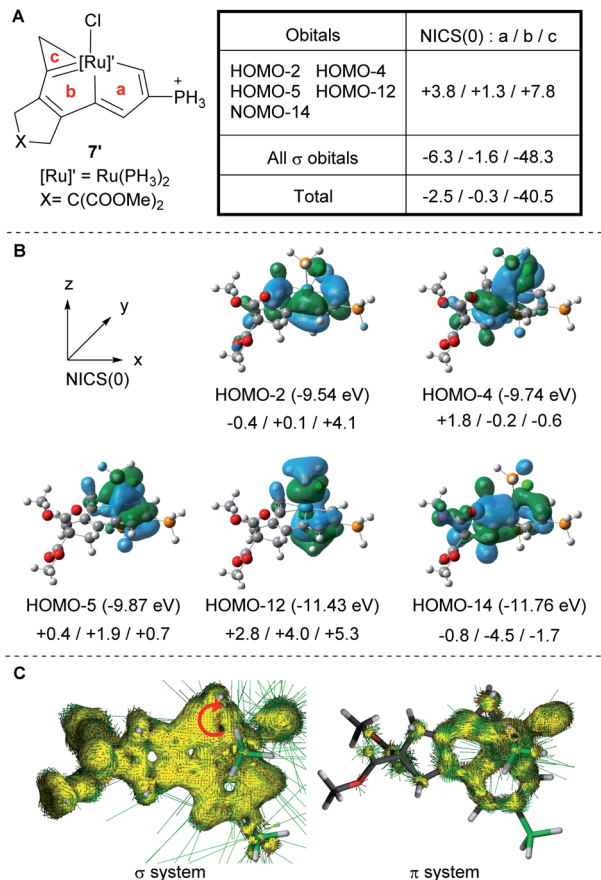 A
Cl
[Ru]'
c
b
a
+
PH3
X
7'
[Ru]' = Ru(PH3)2
X= C(COOMe)2
Obitals NICS(0) : a / b / c
HOMO-2 HOMO-4
HOMO-5 HOMO-12
NOMO-14
+3.8 / +1.3 / +7.8
All σ obitals -6.3 / -1.6 / -48.3
Total -2.5 / -0.3 / -40.5
B
z
y
x
NICS(0)
HOMO-2 (-9.54 eV)
-0.4 / +0.1 / +4.1
HOMO-4 (-9.74 eV)
+1.8 / -0.2 / -0.6
HOMO-5 (-9.87 eV)
+0.4 / +1.9 / +0.7
HOMO-12 (-11.43 eV)
+2.8 / +4.0 / +5.3
HOMO-14 (-11.76 eV)
-0.8 / -4.5 / -1.7
C
σ system
π system